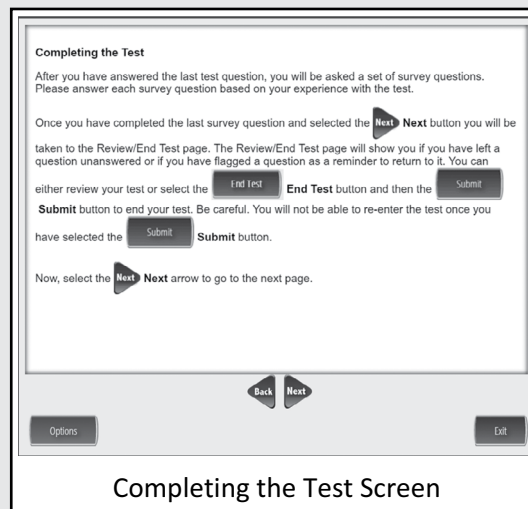 Completing the Test
After you have answered the last test question, you will be asked a set of survey questions.
Please answer each survey question based on your experience with the test.
Once you have completed the last survey question and selected the Next Next button you will be
taken to the Review/End Test page. The Review/End Test page will show you if you have left a
question unanswered or if you have flagged a question as a reminder to return to it. You can
either review your test or select the End Test End Test button and then the Submit
Submit button to end your test. Be careful. You will not be able to re-enter the test once you
have selected the Submit Submit button.
Now, select the Next Next arrow to go to the next page.
Back Next
Options Exit
Completing the Test Screen